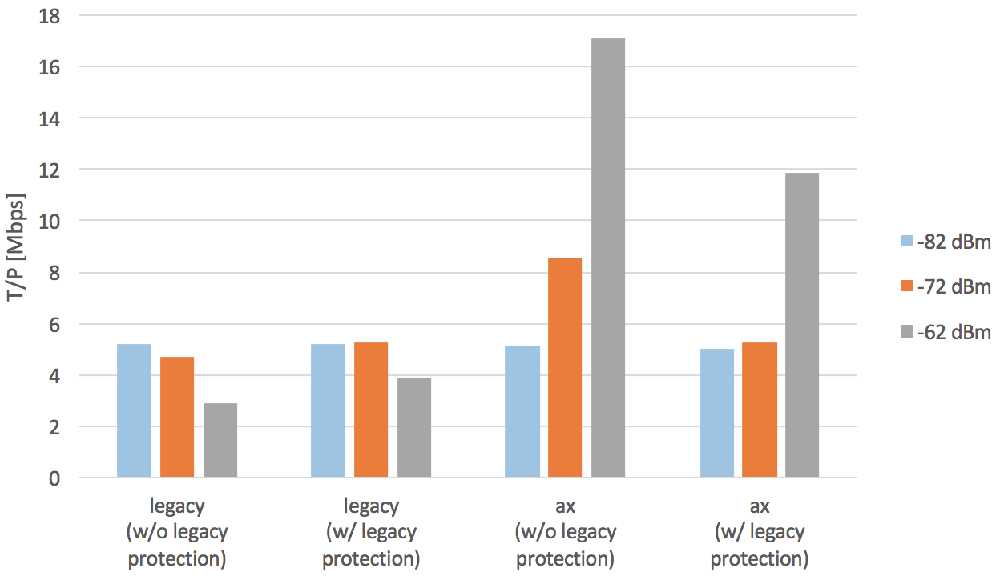 18
16
14
12
10
8
6
4
2
0
T/P [Mbps]
legacy
(w/o legacy
protection)
legacy
(w/ legacy
protection)
ax
(w/o legacy
protection)
ax
(w/ legacy
protection)
-82 dBm
-72 dBm
-62 dBm